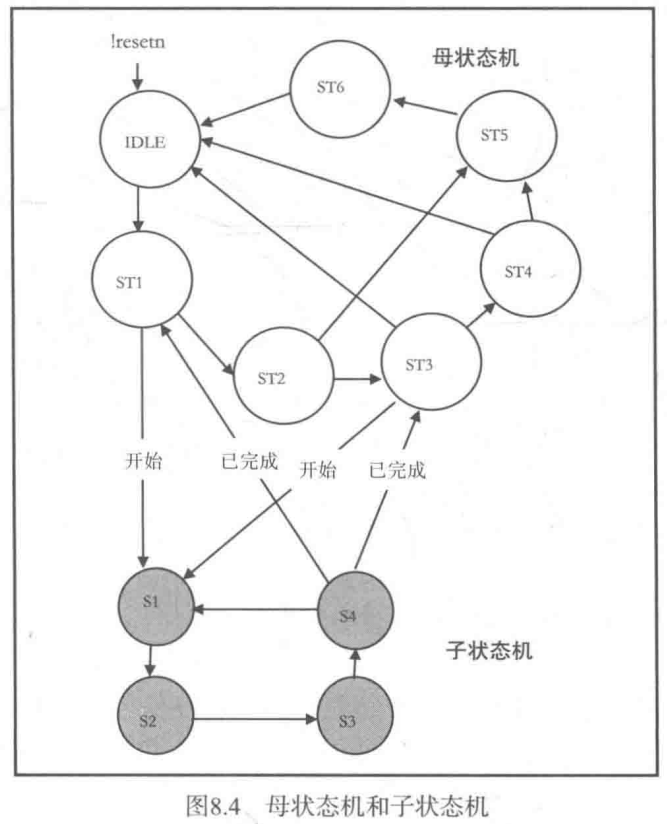 !resetn
母状态机
ST6
IDLE
ST5
ST1
ST4
ST2
ST3
开始
已完成
开始
已完成
S1
S4
子状态机
S2
S3
图8.4 母状态机和子状态机